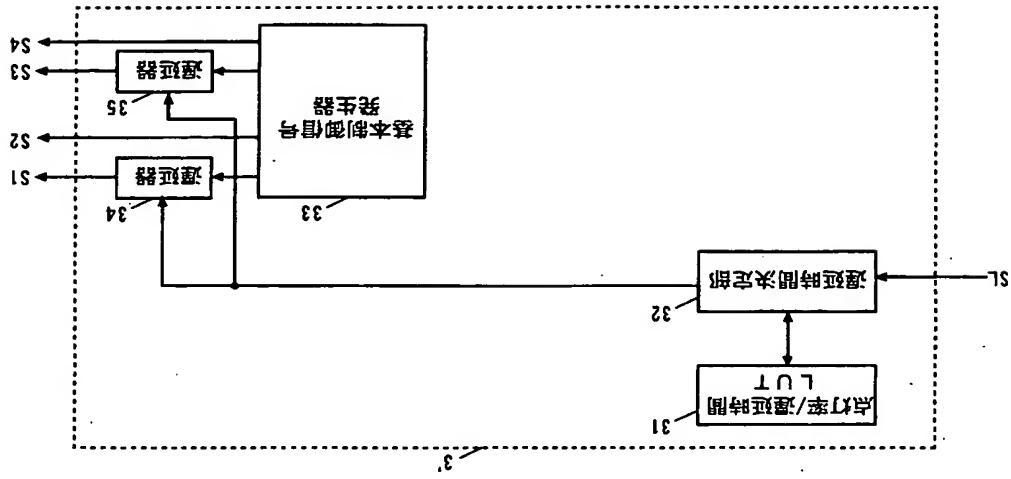 3'
31
点灯率/遅延時間
LUT
32
SL
遅延時間決定部
33
34
遅延器
S1
S2
基本制御信号
発生器
35
遅延器
S3
S4